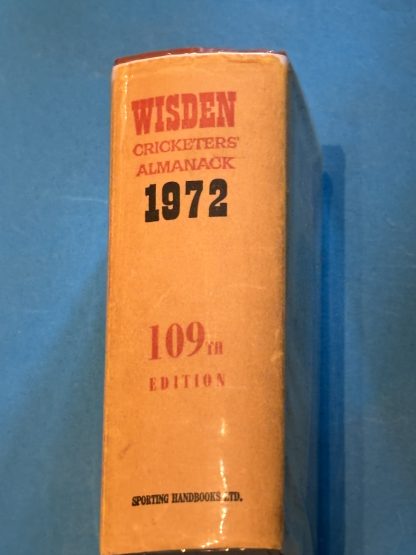 WISDEN
CRICKETERS'
ALMANACK
1972
109TH
EDITION
SPORTING HANDBOOKS LTD.